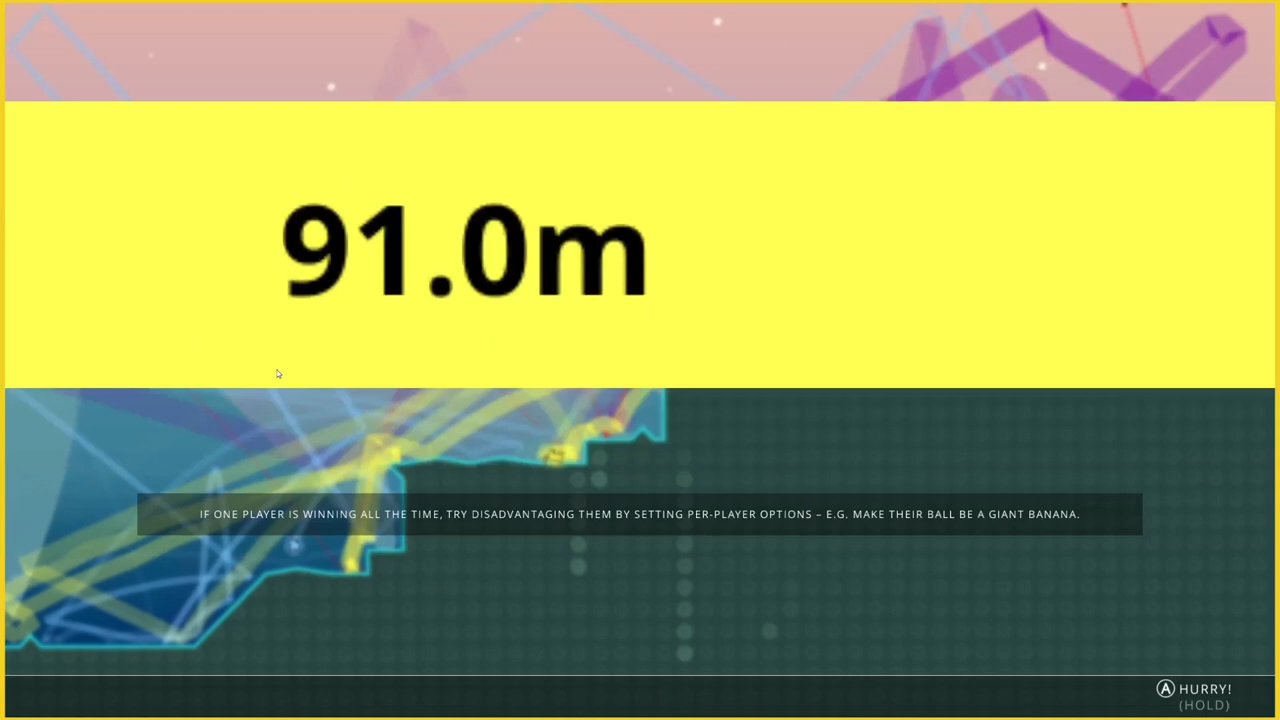 91.0m
IF ONE PLAYER IS WINNING ALL THE TIME, TRY DISADVANTAGING THEM BY SETTING PER-PLAYER OPTIONS – E.G. MAKE THEIR BALL BE A GIANT BANANA.
A HURRY!
(HOLD)